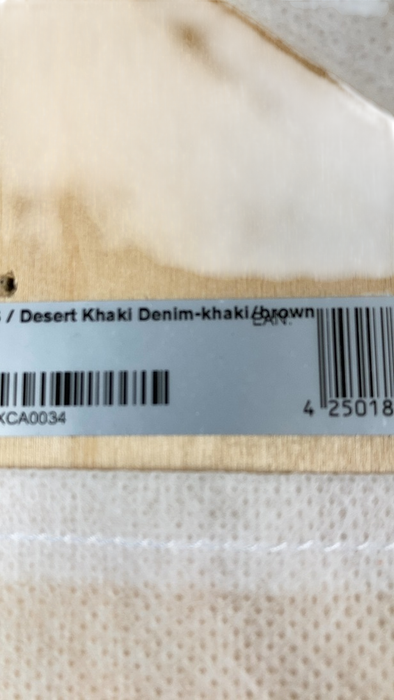 / Desert Khaki Denim-khaki/brown
EAN:
XCA0034
4 25018